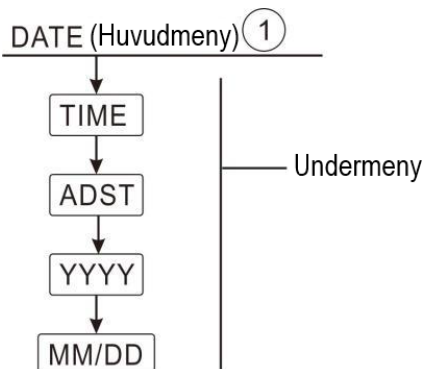 DATE (Huvudmeny) 1
TIME
Undermeny
ADST
YYYY
MM/DD